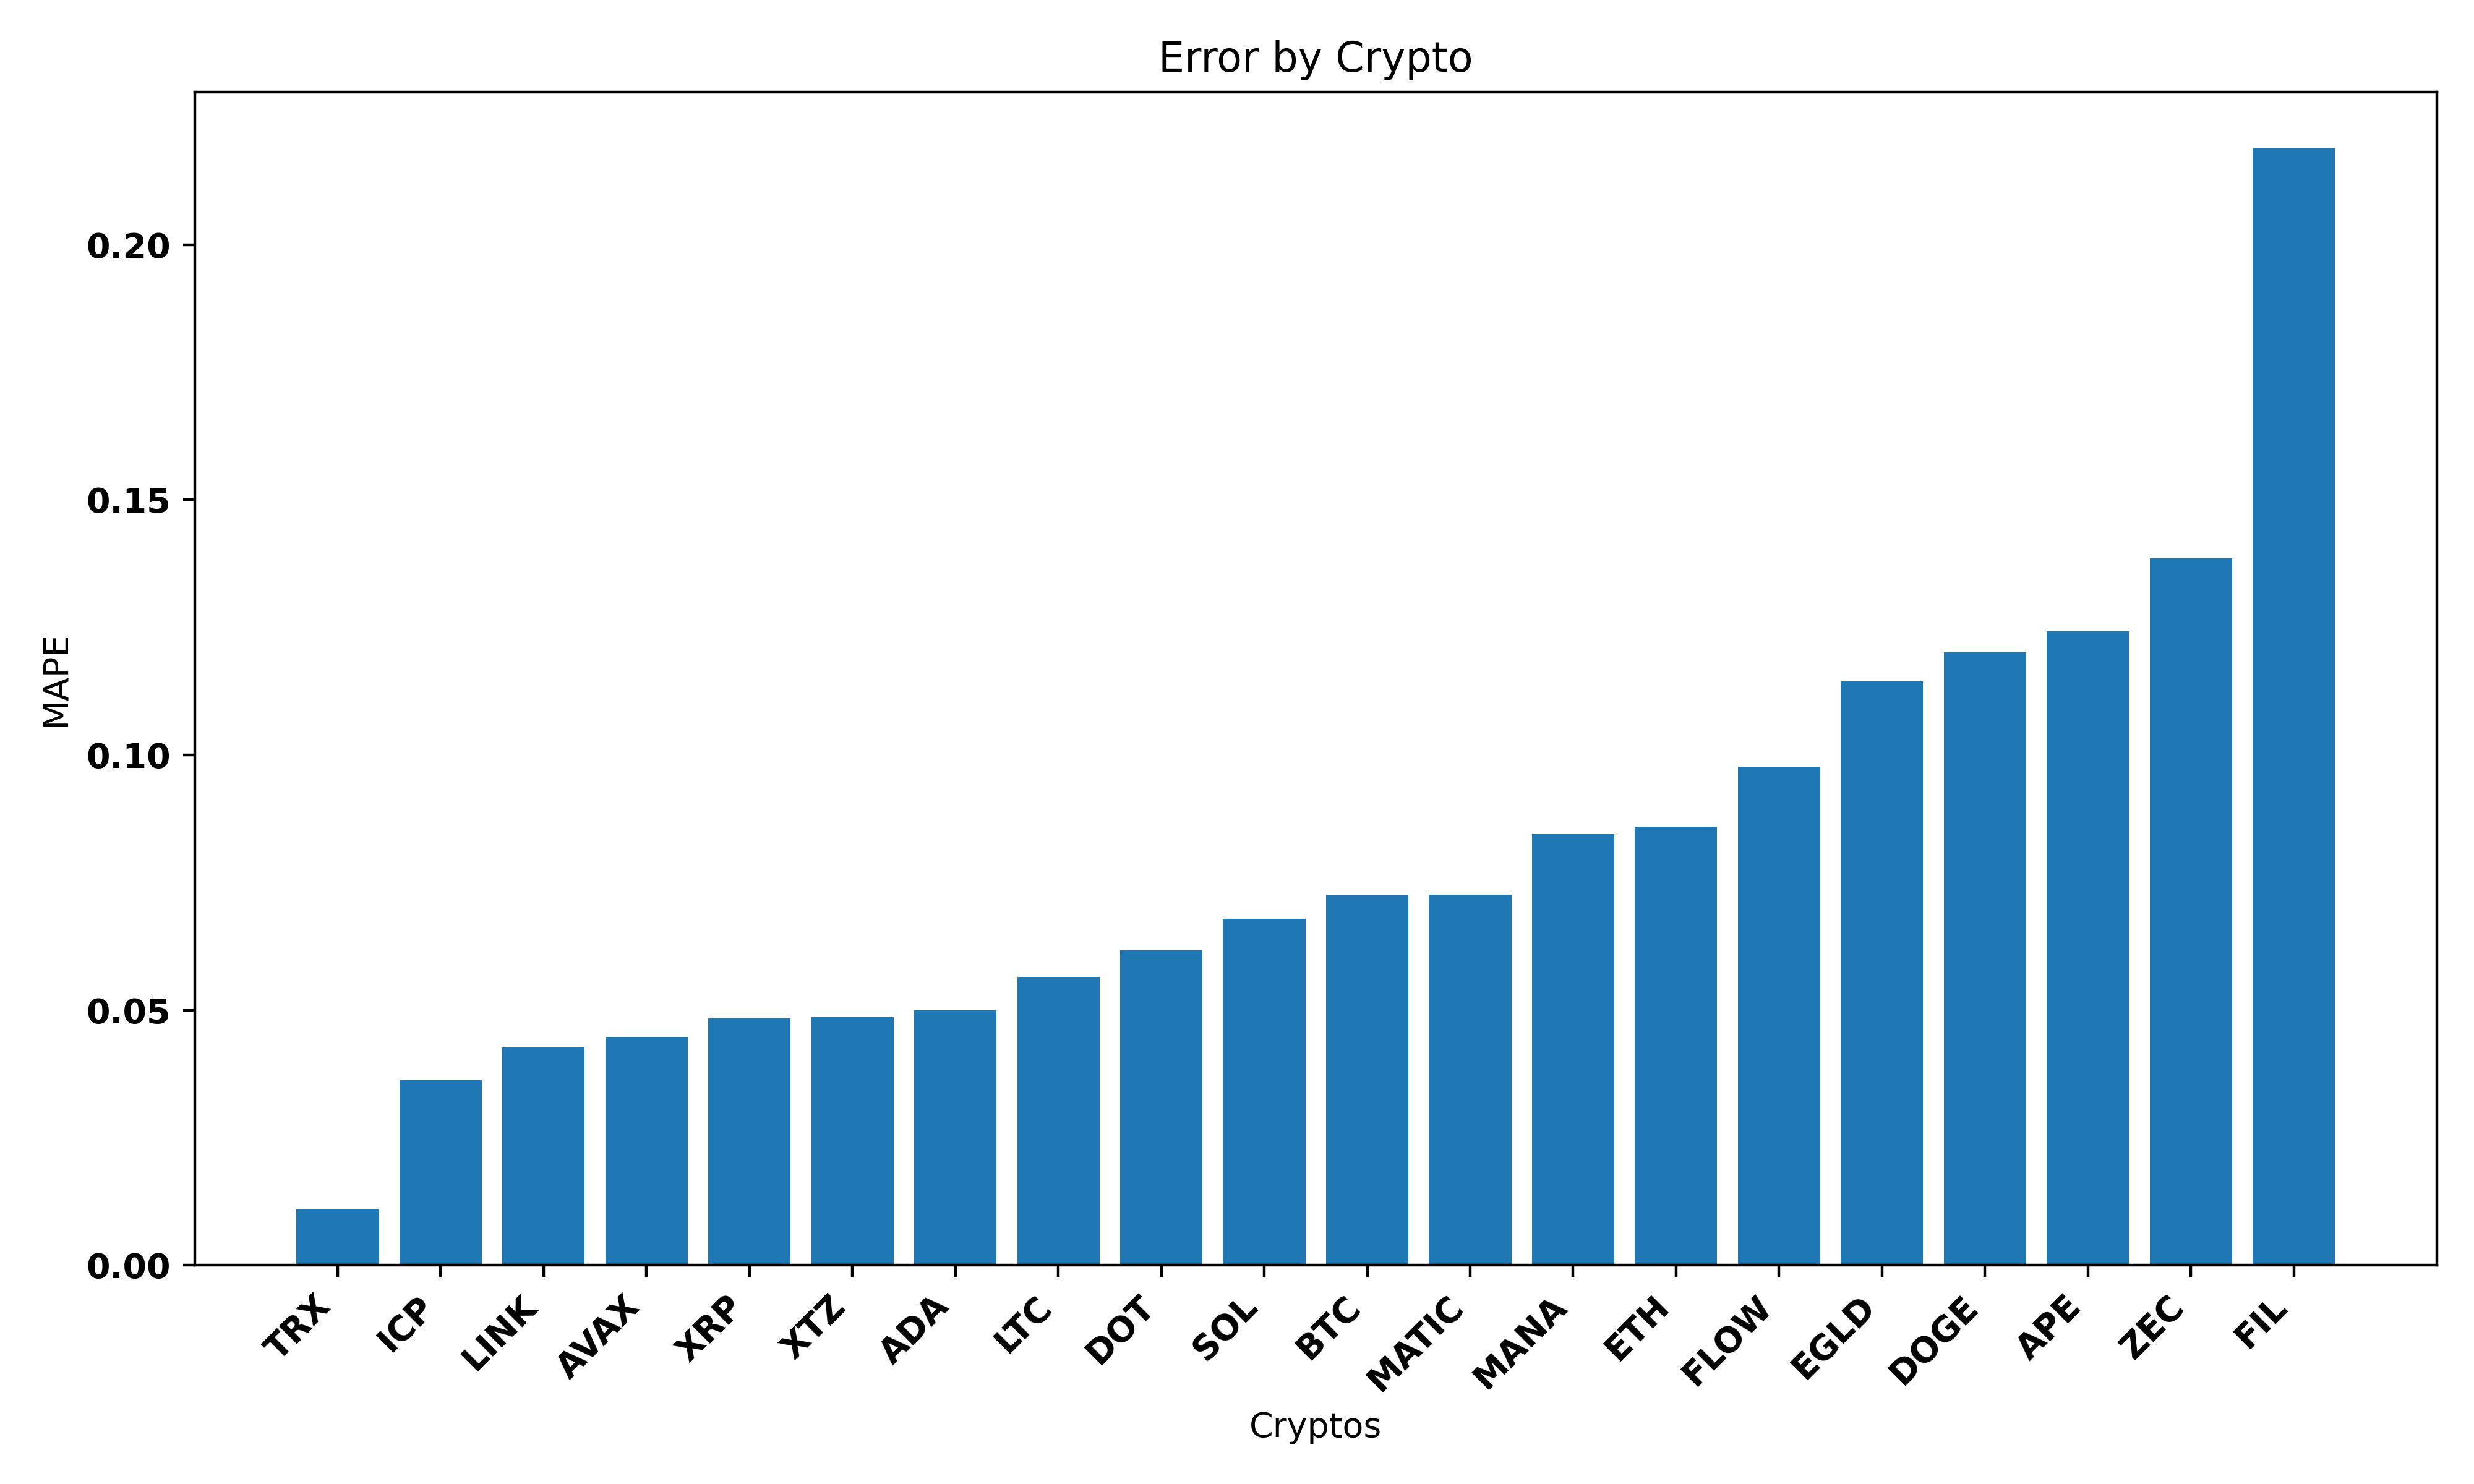 Error by Crypto
MAPE
0.20
0.15
0.10
0.05
0.00
TRX
ICP
LINK
AVAX
XRP
XTZ
ADA
LTC
DOT
SOL
BTC
MATIC
MANA
ETH
FLOW
EGLD
DOGE
APE
ZEC
FIL
Cryptos